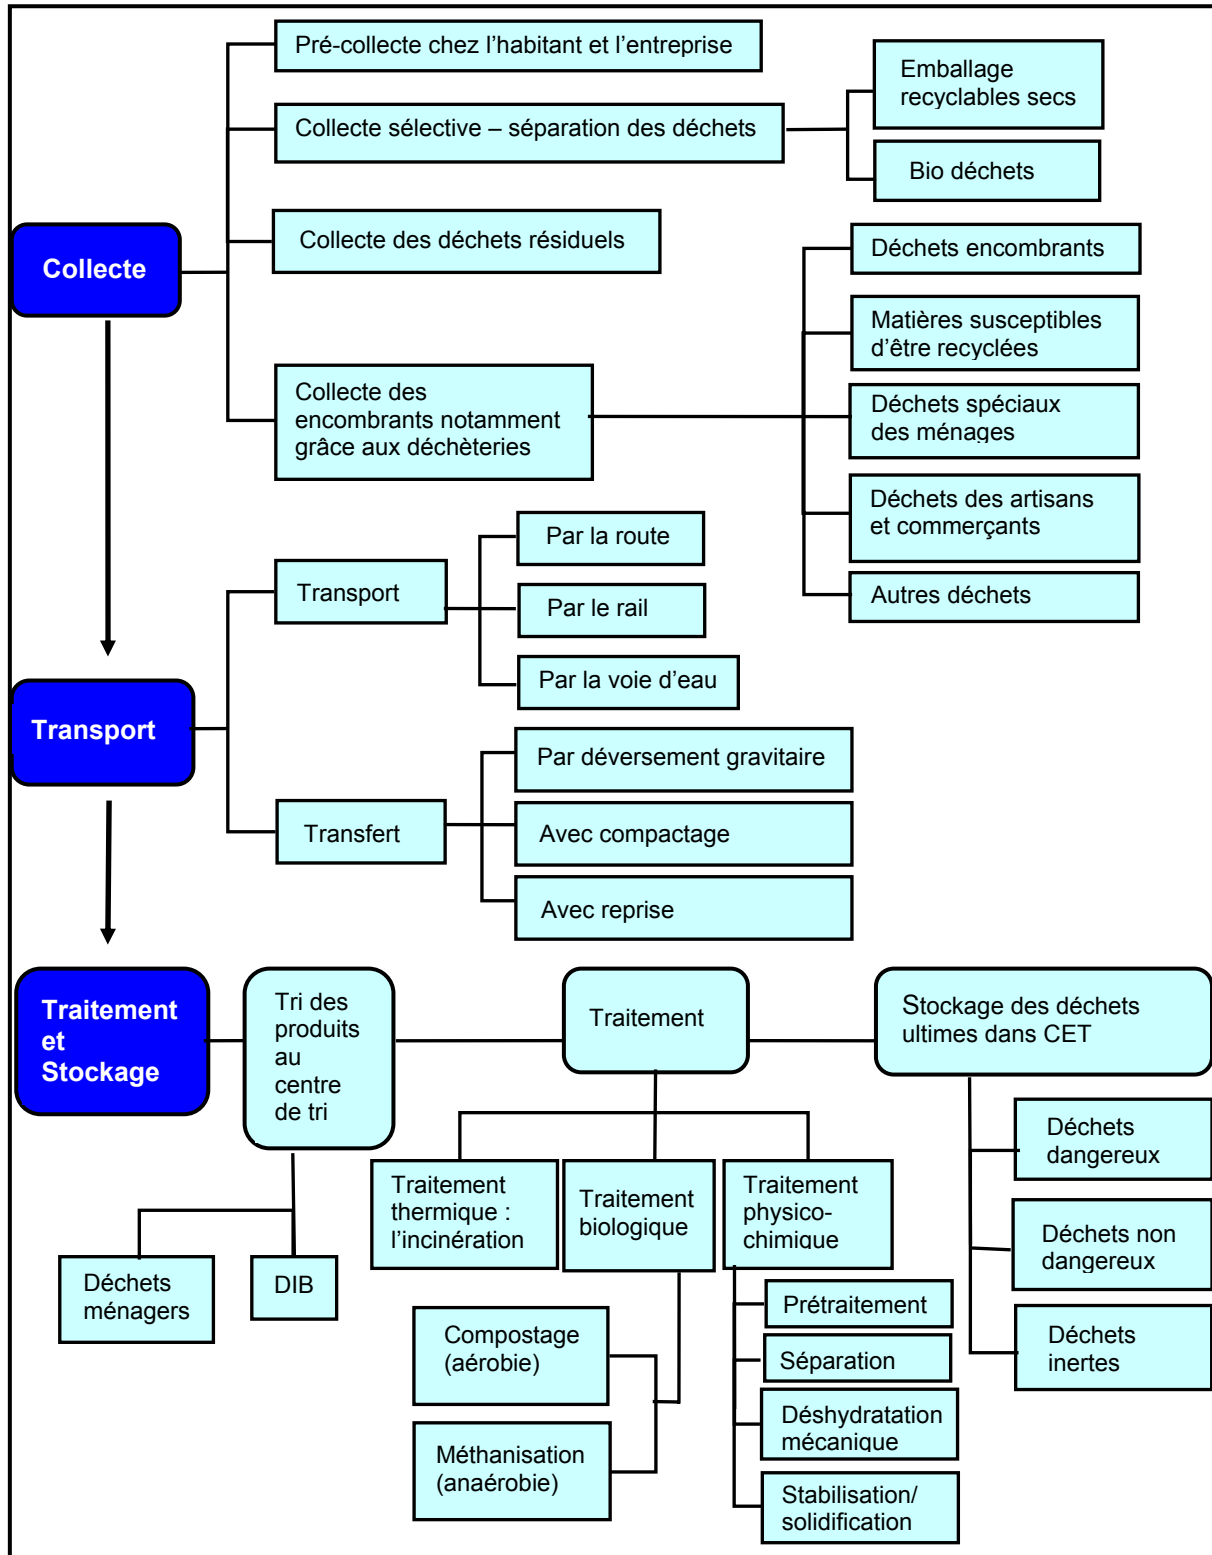 Pré-collecte chez l'habitant et l'entreprise
Emballage
recyclables secs
Collecte sélective – séparation des déchets
Bio déchets
Collecte des déchets résiduels
Collecte
Déchets encombrants
Matières susceptibles
d'être recyclées
Collecte des
encombrants notamment
grâce aux déchèteries
Déchets spéciaux
des ménages
Déchets des artisans
et commerçants
Autres déchets
Par la route
Transport
Par le rail
Par la voie d'eau
Transport
Par déversement gravitaire
Transfert
Avec compactage
Avec reprise
Traitement
et
Stockage
Tri des
produits
au
centre
de tri
Traitement
Stockage des déchets
ultimes dans CET
Déchets
ménagers
DIB
Traitement
thermique :
l'incinération
Traitement
biologique
Traitement
physico-
chimique
Compostage
(aérobie)
Méthanisation
(anaérobie)
Prétraitement
Séparation
Déshydratation
mécanique
Stabilisation/
solidification
Déchets
dangereux
Déchets non
dangereux
Déchets
inertes